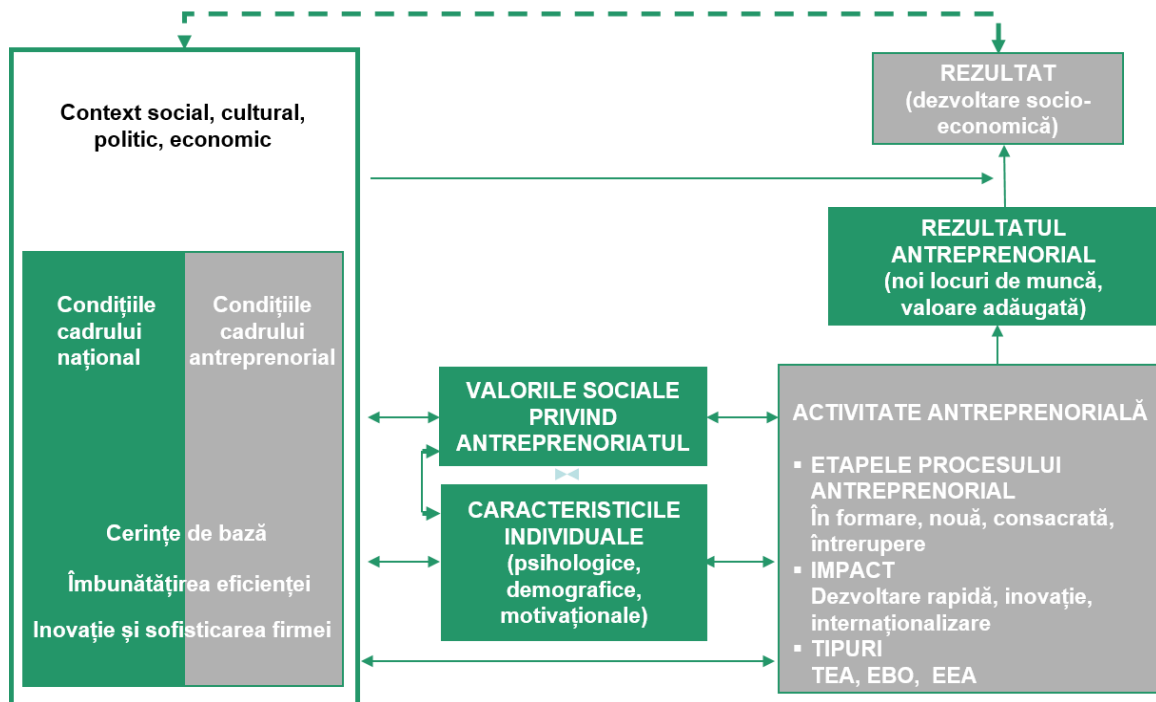 Context social, cultural,
politic, economic
Condițiile
cadrului
național
Condițiile
cadrului
antreprenorial
Cerințe de bază
Îmbunătățirea eficienței
Inovație și sofisticarea firmei
VALORILE SOCIALE
PRIVIND
ANTREPRENORIATUL
CARACTERISTICILE
INDIVIDUALE
(psihologice,
demografice,
motivaționale)
REZULTAT
(dezvoltare socio-
economică)
REZULTATUL
ANTREPRENORIAL
(noi locuri de muncă,
valoare adăugată)
ACTIVITATE ANTREPRENORIALĂ
▪ ETAPELE PROCESULUI
ANTREPRENORIAL
În formare, nouă, consacrată,
întrerupere
▪ IMPACT
Dezvoltare rapidă, inovație,
internaționalizare
▪ TIPURI
TEA, EBO, EEA